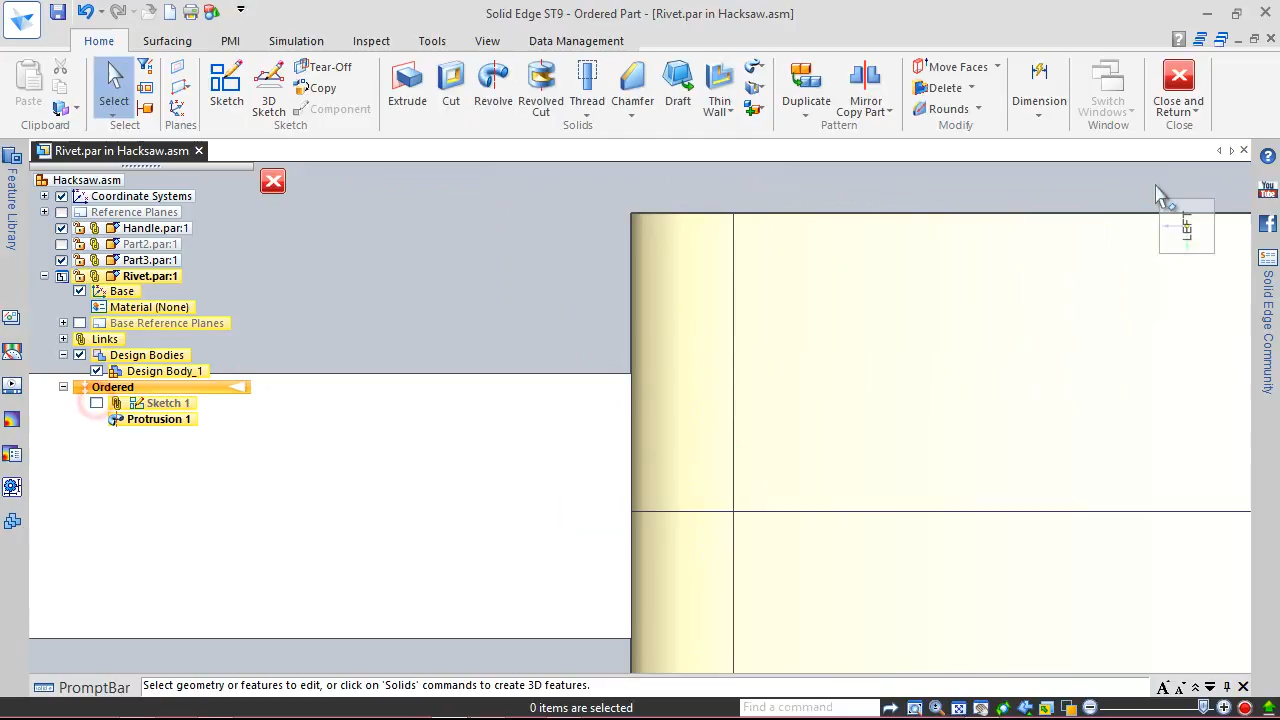 Solid Edge ST9 - Ordered Part - [Rivet.par in Hacksaw.asm]
Home Surfacing PMI Simulation Inspect Tools View Data Management
Paste
Clipboard
Select
Select
Planes
Sketch
3D Sketch
Tear-Off
Copy
Component
Sketch
Extrude
Cut
Revolve
Revolved Cut
Thread
Chamfer
Draft
Thin Wall
Solids
Duplicate
Mirror Copy Part
Pattern
Move Faces
Delete
Rounds
Modify
Dimension
Switch Windows
Window
Close and Return
Close
Rivet.par in Hacksaw.asm
Feature Library
Hacksaw.asm
Coordinate Systems
Reference Planes
Handle.par:1
Part2.par:1
Part3.par:1
Rivet.par:1
Base
Material (None)
Base Reference Planes
Links
Design Bodies
Design Body_1
Ordered
Sketch 1
Protrusion 1
LEFT
You Tube
Solid Edge Community
PromptBar
Select geometry or features to edit, or click on 'Solids' commands to create 3D features.
0 items are selected
Find a command